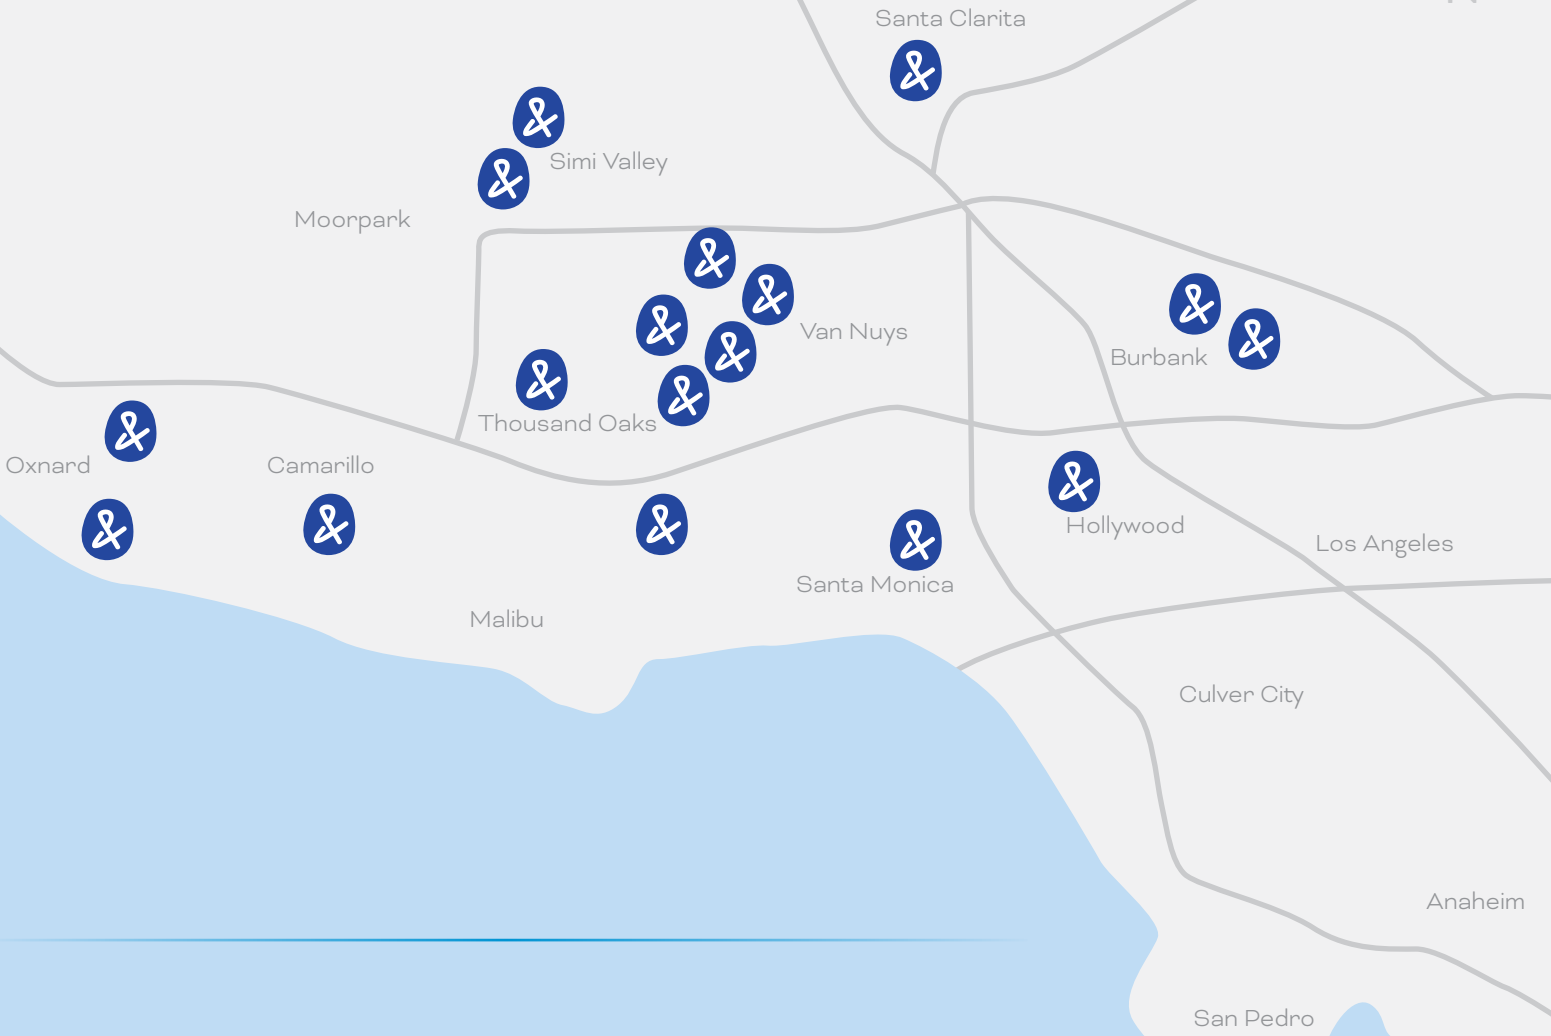 Santa Clarita
&
&
Simi Valley
&
Moorpark
&
&
&
Van Nuys
&
Burbank
&
&
&
Thousand Oaks
&
&
Oxnard
Camarillo
&
Hollywood
&
&
&
&
Los Angeles
Santa Monica
Malibu
Culver City
Anaheim
San Pedro